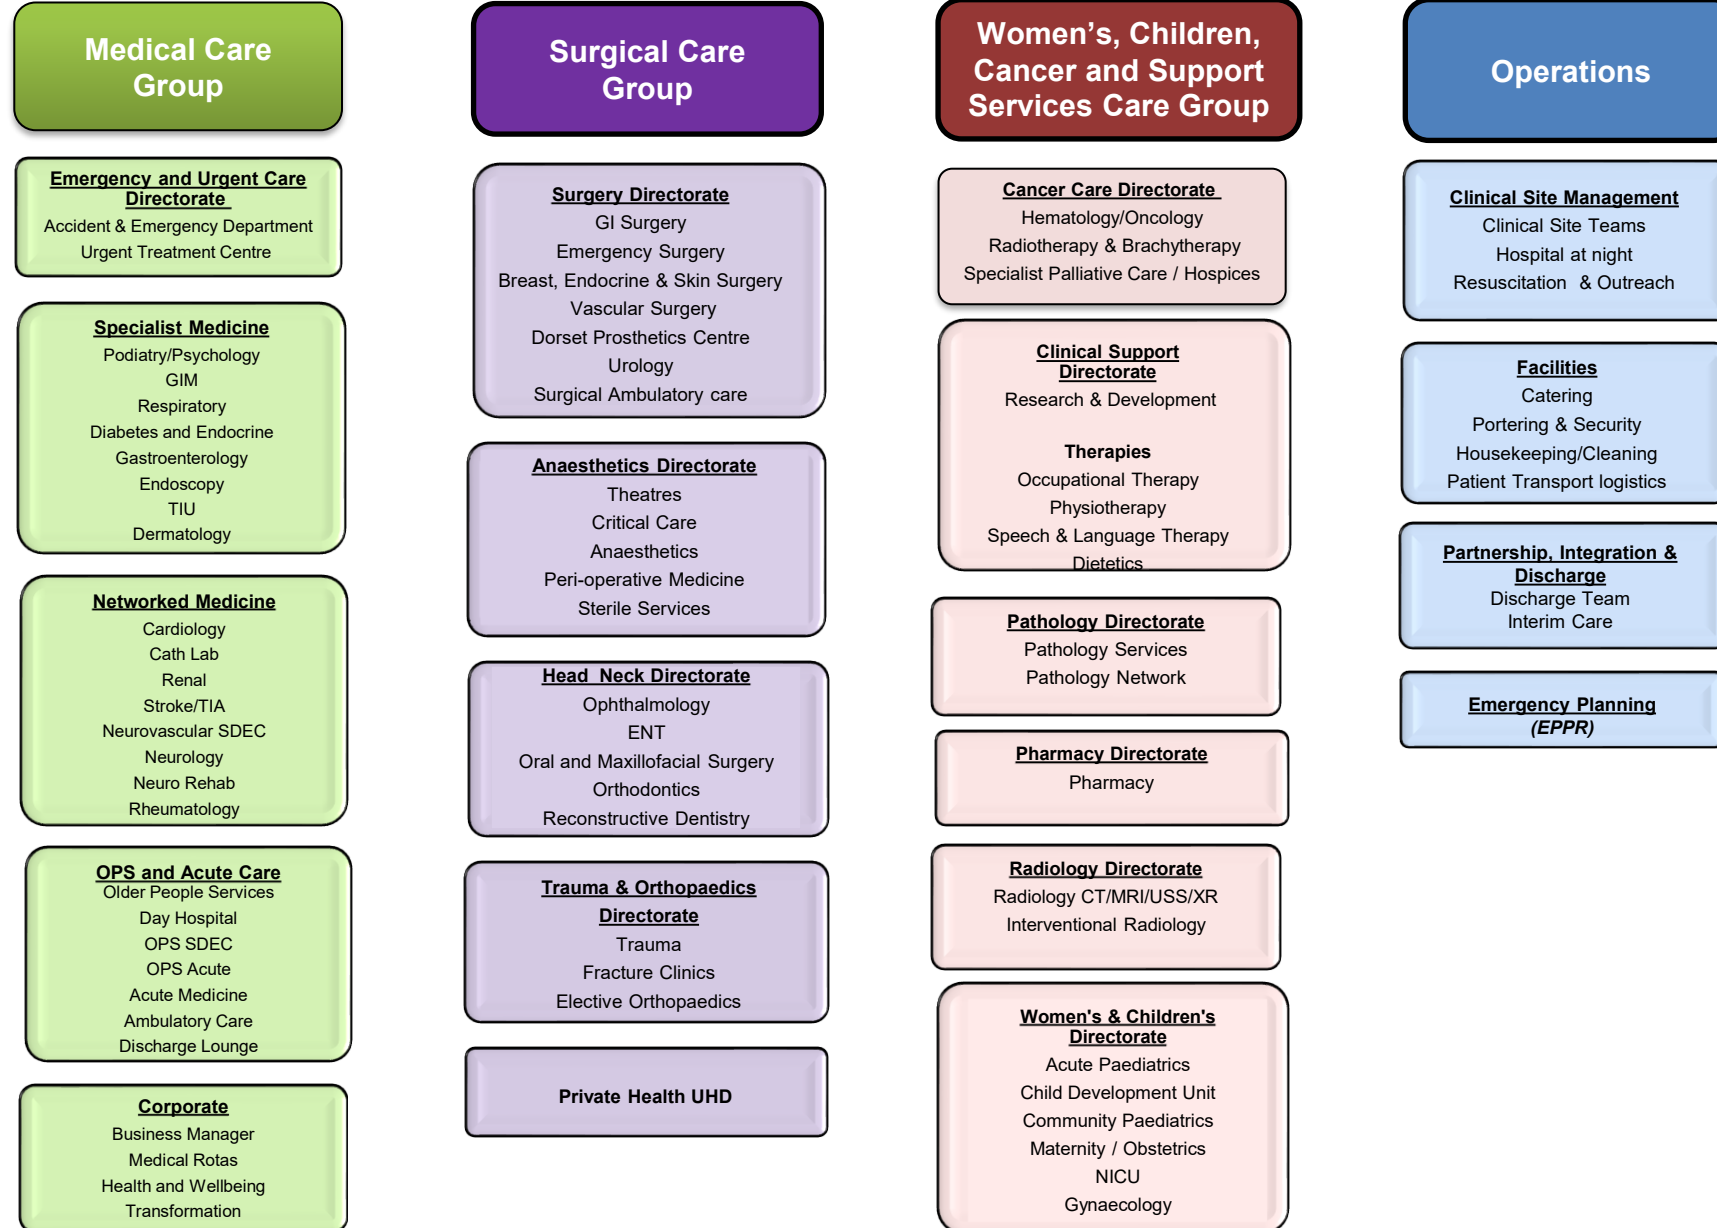 Medical Care
Group
Emergency and Urgent Care
Directorate
Accident & Emergency Department
Urgent Treatment Centre
Specialist Medicine
Podiatry/Psychology
GIM
Respiratory
Diabetes and Endocrine
Gastroenterology
Endoscopy
TIU
Dermatology
Networked Medicine
Cardiology
Cath Lab
Renal
Stroke/TIA
Neurovascular SDEC
Neurology
Neuro Rehab
Rheumatology
OPS and Acute Care
Older People Services
Day Hospital
OPS SDEC
OPS Acute
Acute Medicine
Ambulatory Care
Discharge Lounge
Corporate
Business Manager
Medical Rotas
Health and Wellbeing
Transformation
Surgical Care
Group
Surgery Directorate
GI Surgery
Emergency Surgery
Breast, Endocrine & Skin Surgery
Vascular Surgery
Dorset Prosthetics Centre
Urology
Surgical Ambulatory care
Anaesthetics Directorate
Theatres
Critical Care
Anaesthetics
Peri-operative Medicine
Sterile Services
Head Neck Directorate
Ophthalmology
ENT
Oral and Maxillofacial Surgery
Orthodontics
Reconstructive Dentistry
Trauma & Orthopaedics
Directorate
Trauma
Fracture Clinics
Elective Orthopaedics
Private Health UHD
Women’s, Children,
Cancer and Support
Services Care Group
Cancer Care Directorate
Hematology/Oncology
Radiotherapy & Brachytherapy
Specialist Palliative Care / Hospices
Clinical Support
Directorate
Research & Development
Therapies
Occupational Therapy
Physiotherapy
Speech & Language Therapy
Dietetics
Pathology Directorate
Pathology Services
Pathology Network
Pharmacy Directorate
Pharmacy
Radiology Directorate
Radiology CT/MRI/USS/XR
Interventional Radiology
Women's & Children's
Directorate
Acute Paediatrics
Child Development Unit
Community Paediatrics
Maternity / Obstetrics
NICU
Gynaecology
Operations
Clinical Site Management
Clinical Site Teams
Hospital at night
Resuscitation & Outreach
Facilities
Catering
Portering & Security
Housekeeping/Cleaning
Patient Transport logistics
Partnership, Integration &
Discharge
Discharge Team
Interim Care
Emergency Planning
(EPPR)